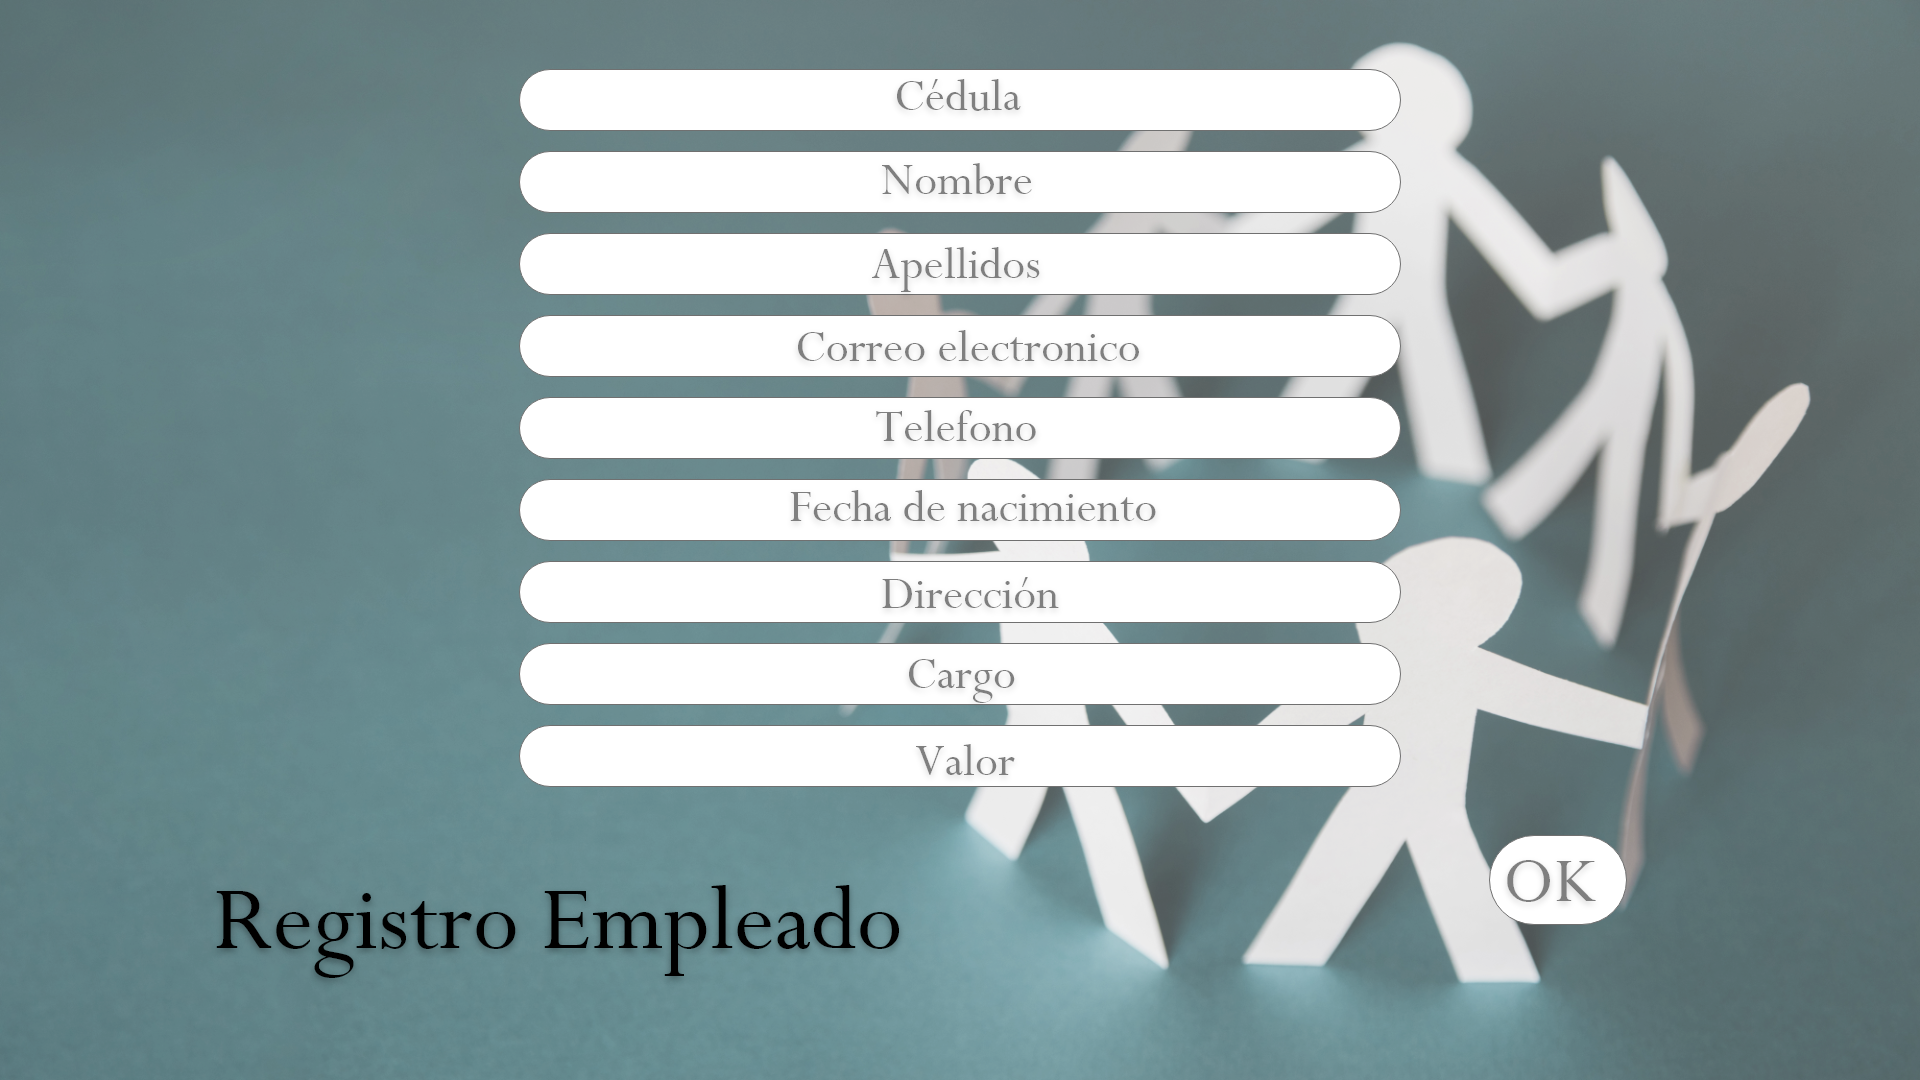 Cédula
Nombre
Apellidos
Correo electronico
Telefono
Fecha de nacimiento
Dirección
Cargo
Valor
OK
Registro Empleado